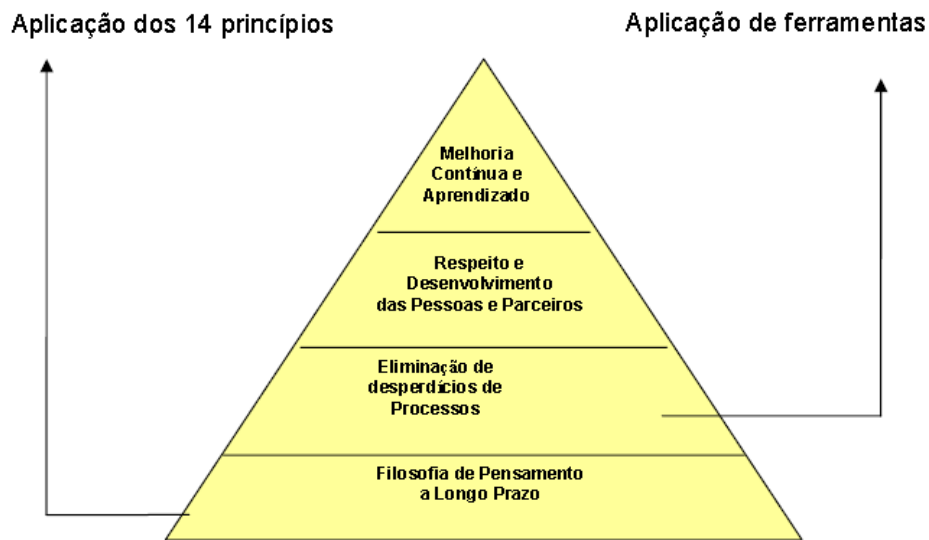 Aplicação dos 14 princípios
Aplicação de ferramentas
Melhoria
Contínua e
Aprendizado
Respeito e
Desenvolvimento
das Pessoas e Parceiros
Eliminação de
desperdícios de
Processos
Filosofia de Pensamento
a Longo Prazo